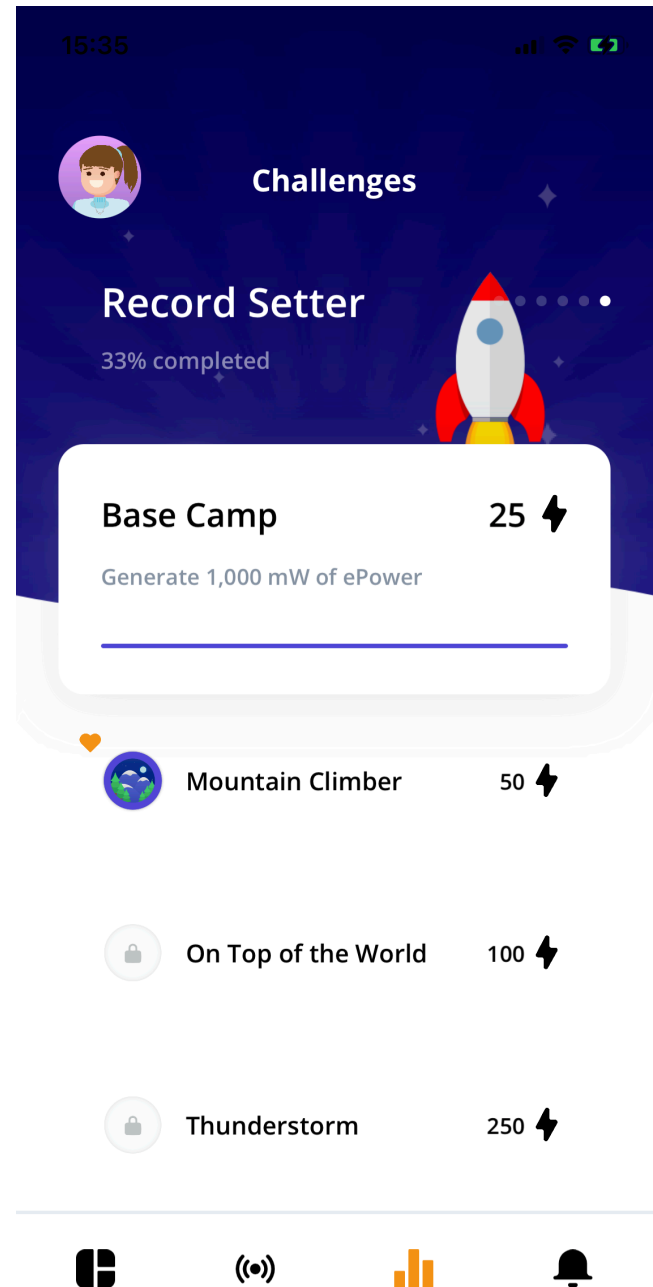 15:35
Challenges
Record Setter
33% completed
Base Camp 25
Generate 1,000 mW of ePower
Mountain Climber 50
On Top of the World 100
Thunderstorm 250